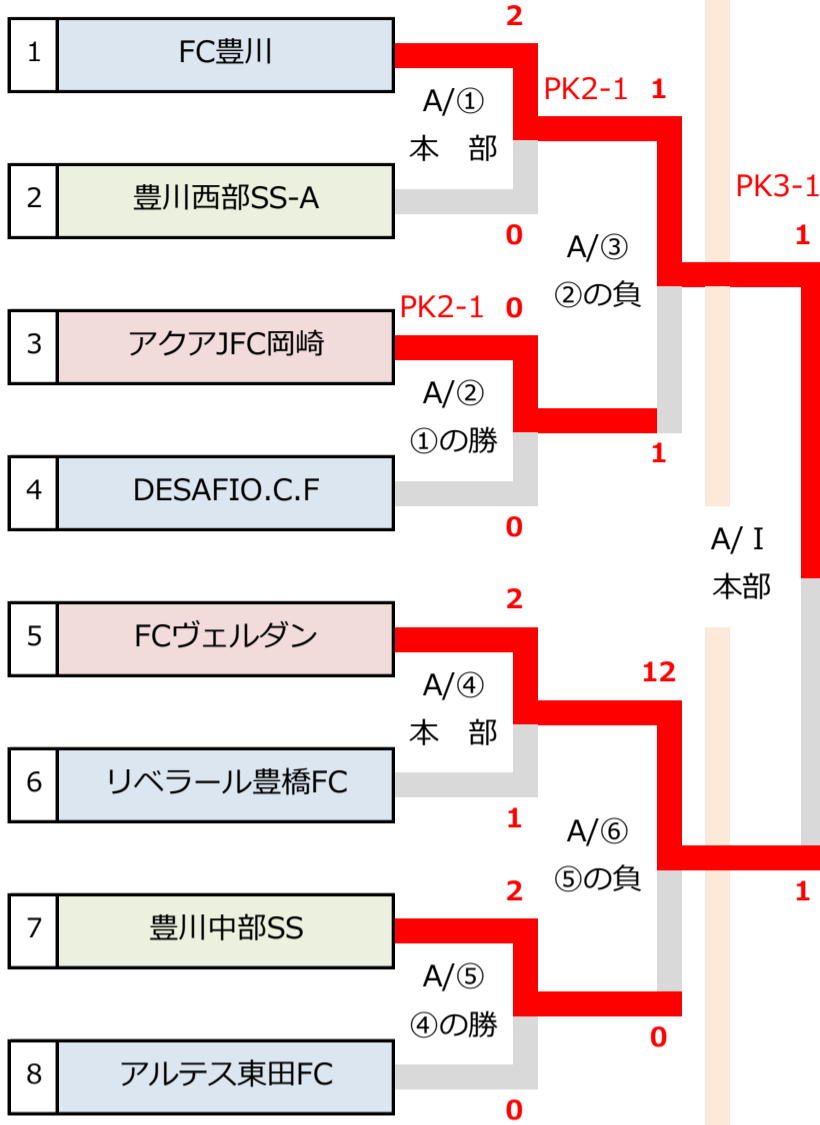 2
1 FC豊川
PK2-1 1
A/①
本　部
PK3-1
2 豊川西部SS-A
0
1
A/③
②の負
PK2-1 0
3 アクアJFC岡崎
A/②
①の勝
1
4 DESAFIO.C.F
0
A/ I
本部
2
5 FCヴェルダン
12
A/④
本　部
6 リベラール豊橋FC
1
A/⑥
⑤の負
2
1
7 豊川中部SS
A/⑤
④の勝
0
8 アルテス東田FC
0